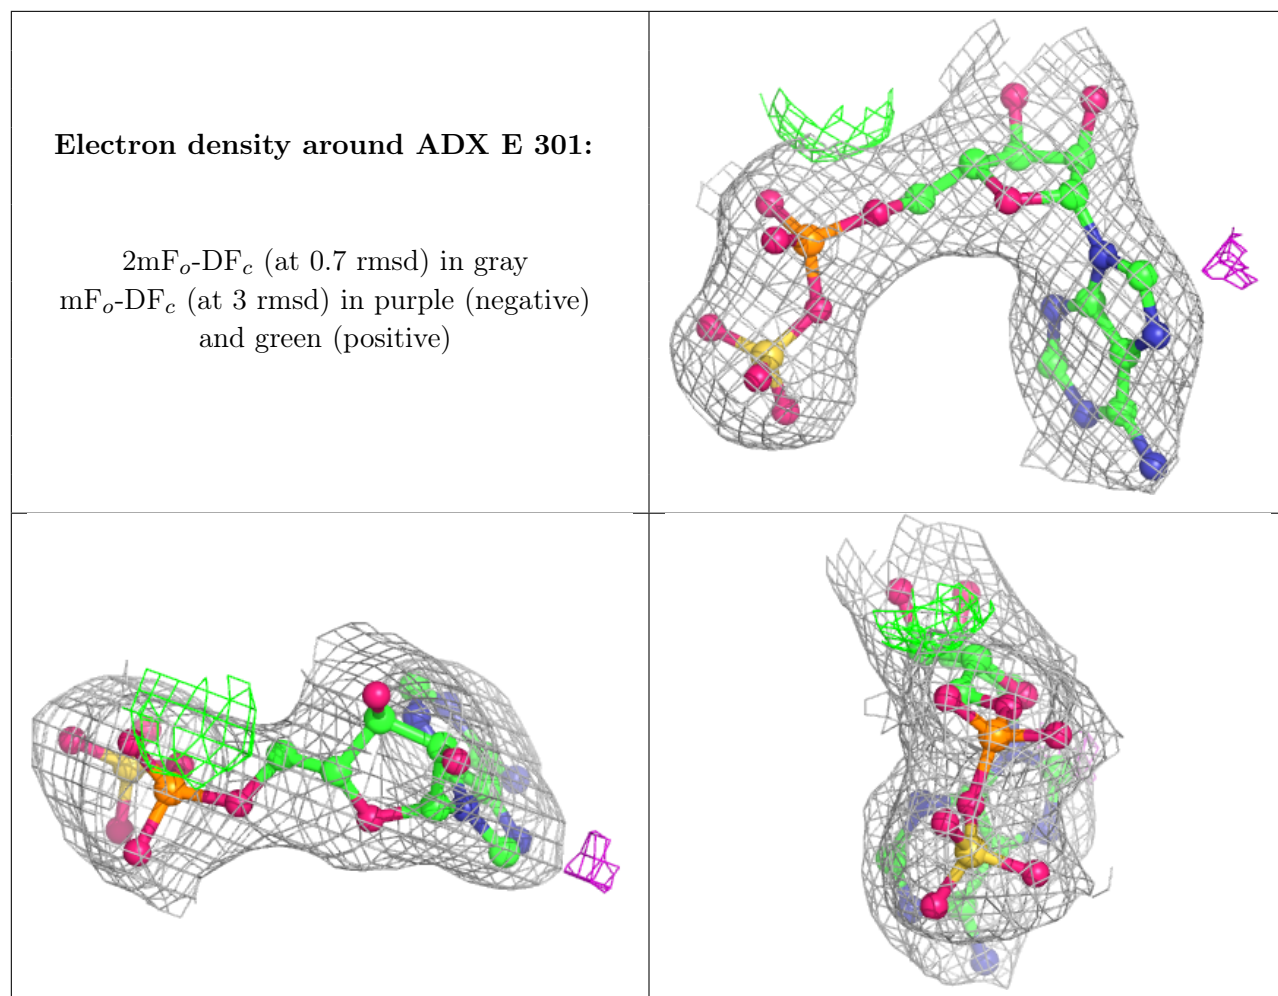 Electron density around ADX E 301:
2mFo-DFc (at 0.7 rmsd) in gray
mFo-DFc (at 3 rmsd) in purple (negative)
and green (positive)